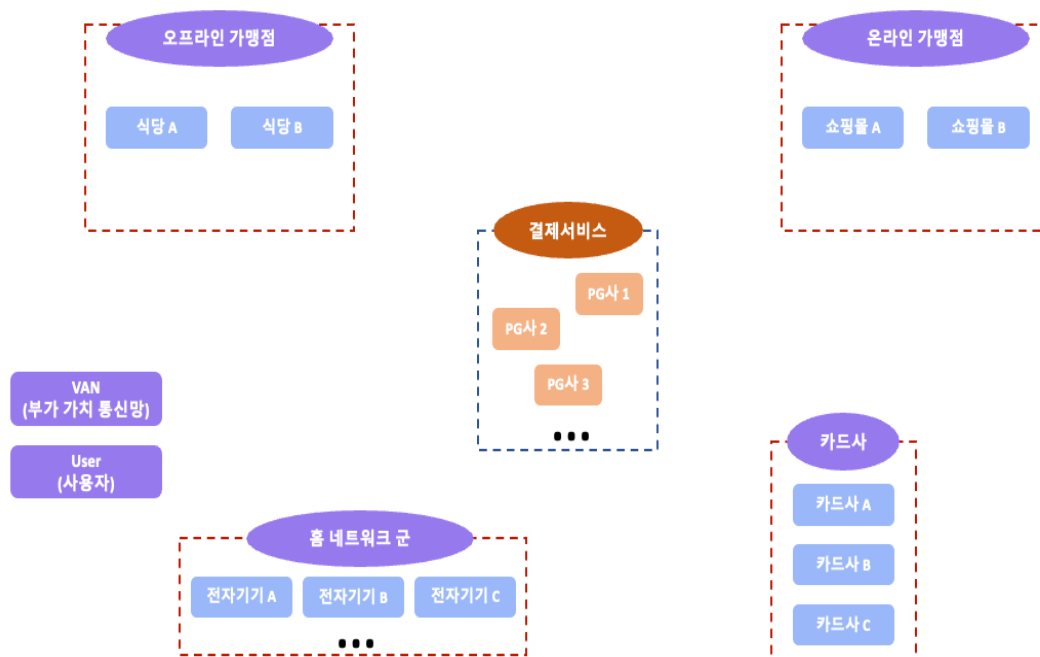 오프라인 가맹점
온라인 가맹점
식당 A
식당 B
쇼핑몰 A
쇼핑몰 B
결제서비스
PG사 1
PG사 2
PG사 3
VAN
(부가 가치 통신망)
User
(사용자)
카드사
카드사 A
카드사 B
카드사 C
홈 네트워크 군
전자기기 A
전자기기 B
전자기기 C